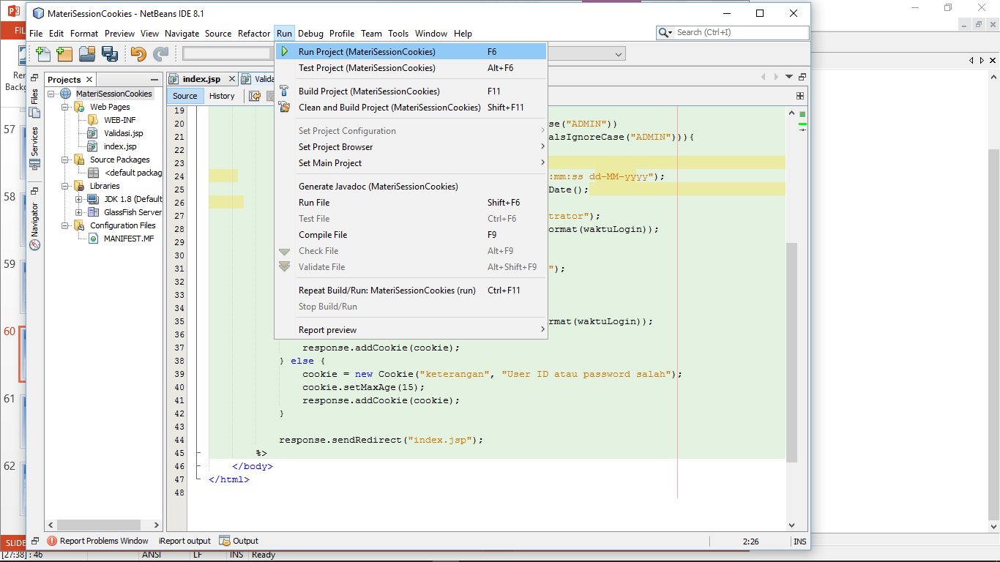 MateriSessionCookies - NetBeans IDE 8.1
FIL
File Edit Format Preview View Navigate Source Refactor Run Debug Profile Team Tools Window Help
Search (Ctrl+I)
Run Project (MateriSessionCookies) F6
Test Project (MateriSessionCookies) Alt+F6
Build Project (MateriSessionCookies) F11
Clean and Build Project (MateriSessionCookies) Shift+F11
Set Project Configuration
Set Project Browser
Set Main Project
Generate Javadoc (MateriSessionCookies)
Run File Shift+F6
Test File Ctrl+F6
Compile File F9
Check File Alt+F9
Validate File Alt+Shift+F9
Repeat Build/Run: MateriSessionCookies (run) Ctrl+F11
Stop Build/Run
Report preview
Backg
57
58
59
60
61
62
SLIDE
Files
Services
Navigator
Projects
MateriSessionCookies
Web Pages
WEB-INF
Validasi.jsp
index.jsp
Source Packages
<default packag
Libraries
JDK 1.8 (Default
GlassFish Server
Configuration Files
MANIFEST.MF
index.jsp Valida
Source History
19
20 se("ADMIN"))
21 alsIgnoreCase("ADMIN"))){
22
23
24 :mm:ss dd-MM-yyyy");
25 Date();
26
27 trator");
28 ormat(waktuLogin));
29
30
31 ");
32
33
34
35 rmat(waktuLogin));
36
37 response.addCookie(cookie);
38 } else {
39 cookie = new Cookie("keterangan", "User ID atau password salah");
40 cookie.setMaxAge(15);
41 response.addCookie(cookie);
42 }
43
44 response.sendRedirect("index.jsp");
45 %>
46 </body>
47 </html>
48
Report Problems Window iReport output Output
2:26 INS
[27:38] : 46 ANSI LF INS Ready